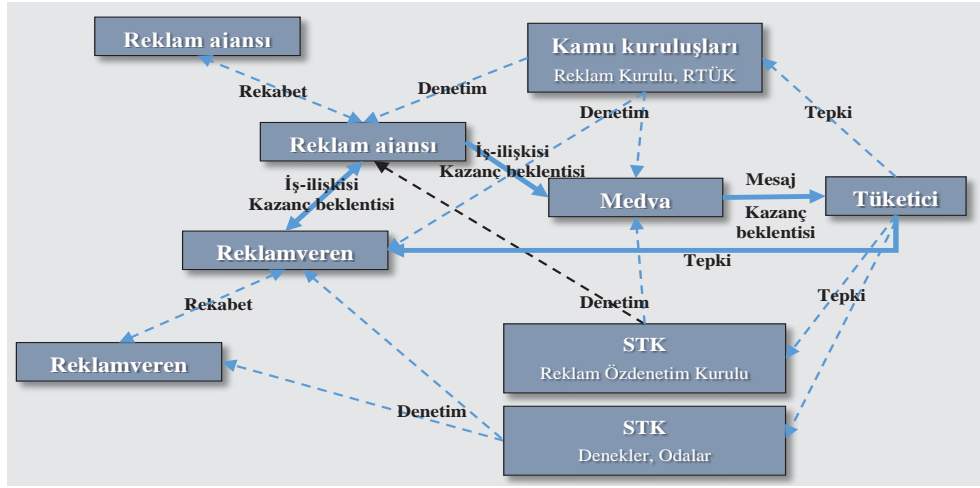 Reklam ajansı
Kamu kuruluşları
Reklam Kurulu, RTÜK
Rekabet
Denetim
Denetim
Tepki
Reklam ajansı
İş-ilişkisi
Kazanç beklentisi
İş-ilişkisi
Kazanç beklentisi
Medva
Mesaj
Kazanç
beklentisi
Tüketici
Reklamveren
Tepki
Rekabet
Denetim
Tepki
Reklamveren
STK
Reklam Özdenetim Kurulu
Denetim
STK
Denekler, Odalar